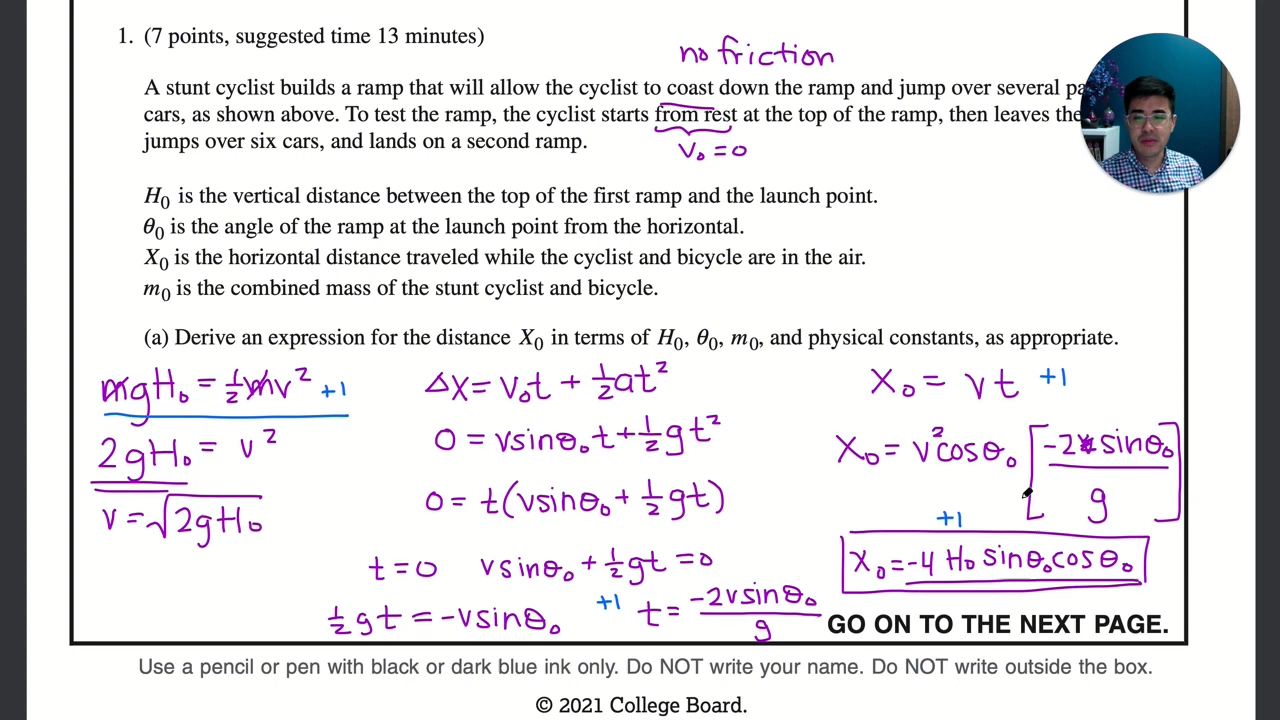 1. (7 points, suggested time 13 minutes)
no friction
A stunt cyclist builds a ramp that will allow the cyclist to coast down the ramp and jump over several pa
cars, as shown above. To test the ramp, the cyclist starts from rest at the top of the ramp, then leaves the
jumps over six cars, and lands on a second ramp.
V₀ = 0
H₀ is the vertical distance between the top of the first ramp and the launch point.
θ₀ is the angle of the ramp at the launch point from the horizontal.
X₀ is the horizontal distance traveled while the cyclist and bicycle are in the air.
m₀ is the combined mass of the stunt cyclist and bicycle.
(a) Derive an expression for the distance X₀ in terms of H₀, θ₀, m₀, and physical constants, as appropriate.
mgH₀ = ½mv² +1
2gH₀ = v²
v = √2gH₀
Δx = v₀t + ½at²
0 = vsinθ₀t + ½gt²
0 = t(vsinθ₀ + ½gt)
t = 0 vsinθ₀ + ½gt = 0
½gt = -vsinθ₀ +1 t = -2vsinθ₀/g
X₀ = vt +1
X₀ = v²cosθ₀ [-2 sinθ₀/g]
+1
X₀ = -4 H₀ sinθ₀cosθ₀
GO ON TO THE NEXT PAGE.
Use a pencil or pen with black or dark blue ink only. Do NOT write your name. Do NOT write outside the box.
© 2021 College Board.